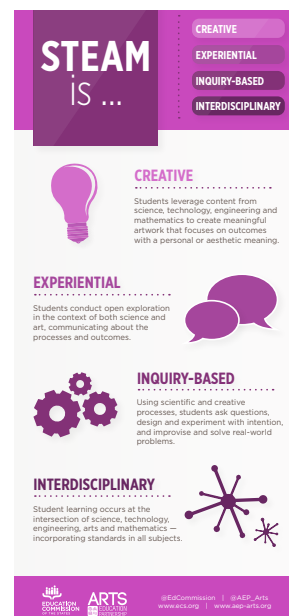 STEAM
is ...
CREATIVE
EXPERIENTIAL
INQUIRY-BASED
INTERDISCIPLINARY
CREATIVE
Students leverage content from
science, technology, engineering and
mathematics to create meaningful
artwork that focuses on outcomes
with a personal or aesthetic meaning.
EXPERIENTIAL
Students conduct open exploration
in the context of both science and
art, communicating about the
processes and outcomes.
INQUIRY-BASED
Using scientific and creative
processes, students ask questions,
design and experiment with intention,
and improvise and solve real-world
problems.
INTERDISCIPLINARY
Student learning occurs at the
intersection of science, technology,
engineering, arts and mathematics —
incorporating standards in all subjects.
EDUCATION
COMMISSION
OF THE STATES
ARTS
EDUCATION
PARTNERSHIP
@EdCommission | @AEP_Arts
www.ecs.org | www.aep-arts.org